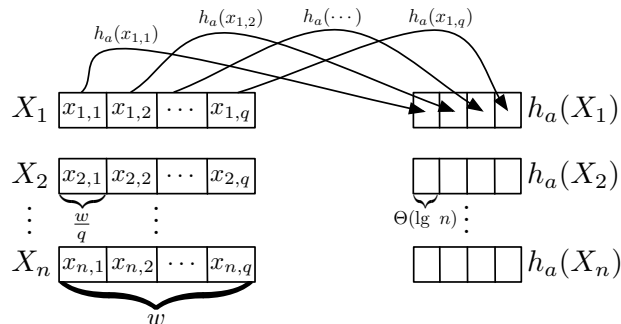 h_a(x_{1,1}) h_a(x_{1,2}) h_a(⋯) h_a(x_{1,q})
X_1 x_{1,1} x_{1,2} ⋯ x_{1,q} h_a(X_1)
X_2 x_{2,1} x_{2,2} ⋯ x_{2,q} h_a(X_2)
⋮ w/q ⋮ Θ(lg n) ⋮
X_n x_{n,1} x_{n,2} ⋯ x_{n,q} h_a(X_n)
w